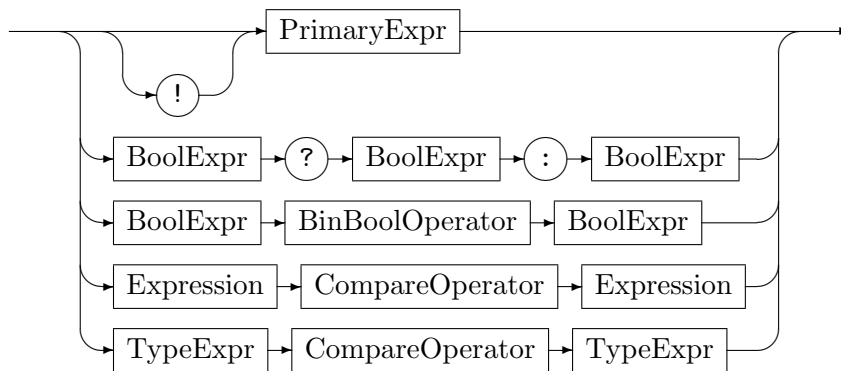 PrimaryExpr
!
BoolExpr ? BoolExpr : BoolExpr
BoolExpr BinBoolOperator BoolExpr
Expression CompareOperator Expression
TypeExpr CompareOperator TypeExpr